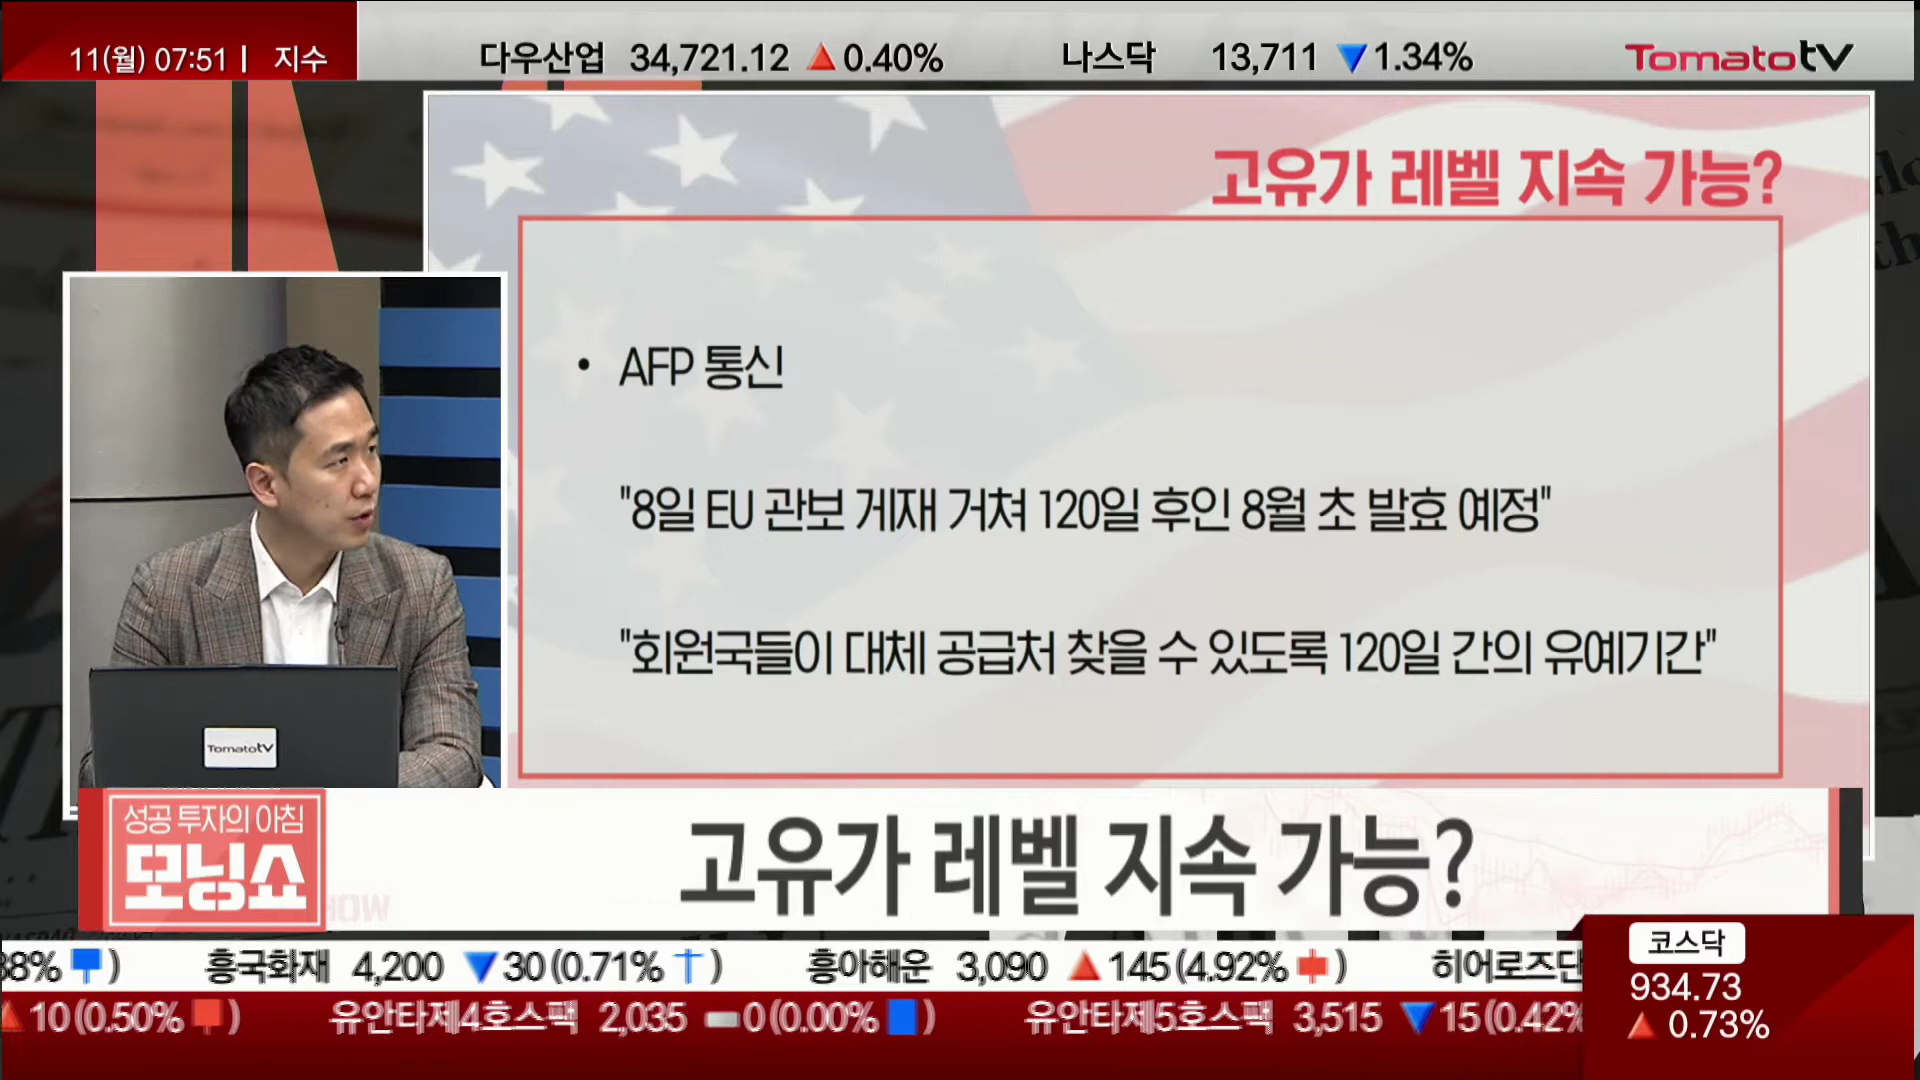 11(월) 07:51 | 지수
다우산업 34,721.12 ▲ 0.40% 나스닥 13,711 ▼ 1.34%
Tomatotv
고유가 레벨 지속 가능?
• AFP 통신
"8일 EU 관보 게재 거쳐 120일 후인 8월 초 발효 예정"
"회원국들이 대체 공급처 찾을 수 있도록 120일 간의 유예기간"
Tomatotv
성공 투자의 아침
모닝쇼
고유가 레벨 지속 가능?
38% ) 흥국화재 4,200 ▼ 30 (0.71% ) 흥아해운 3,090 ▲ 145 (4.92% ) 히어로즈단
▲ 10 (0.50% ) 유안타제4호스팩 2,035 0 (0.00% ) 유안타제5호스팩 3,515 ▼ 15 (0.42%
코스닥
934.73
▲ 0.73%